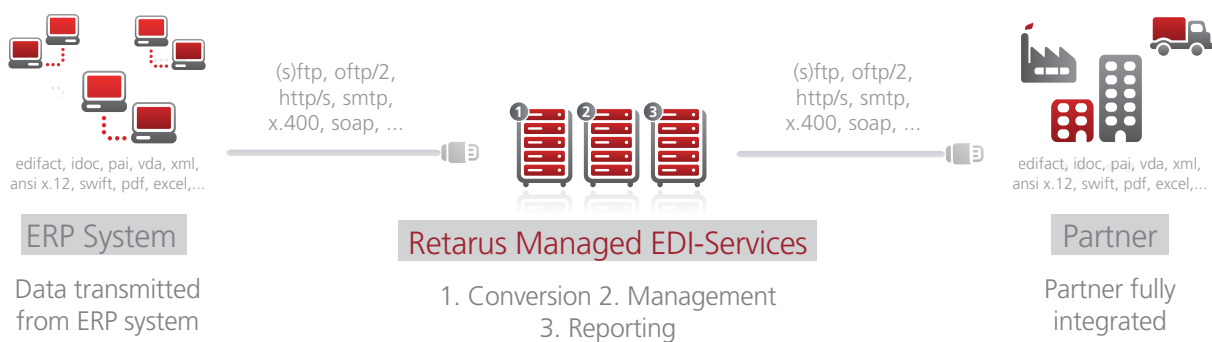 (s)ftp, oftp/2,
http/s, smtp,
x.400, soap, ...
(s)ftp, oftp/2,
http/s, smtp,
x.400, soap, ...
1 2 3
edifact, idoc, pai, vda, xml,
ansi x.12, swift, pdf, excel,...
edifact, idoc, pai, vda, xml,
ansi x.12, swift, pdf, excel,...
ERP System
Retarus Managed EDI-Services
Partner
Data transmitted
from ERP system
1. Conversion 2. Management
3. Reporting
Partner fully
integrated